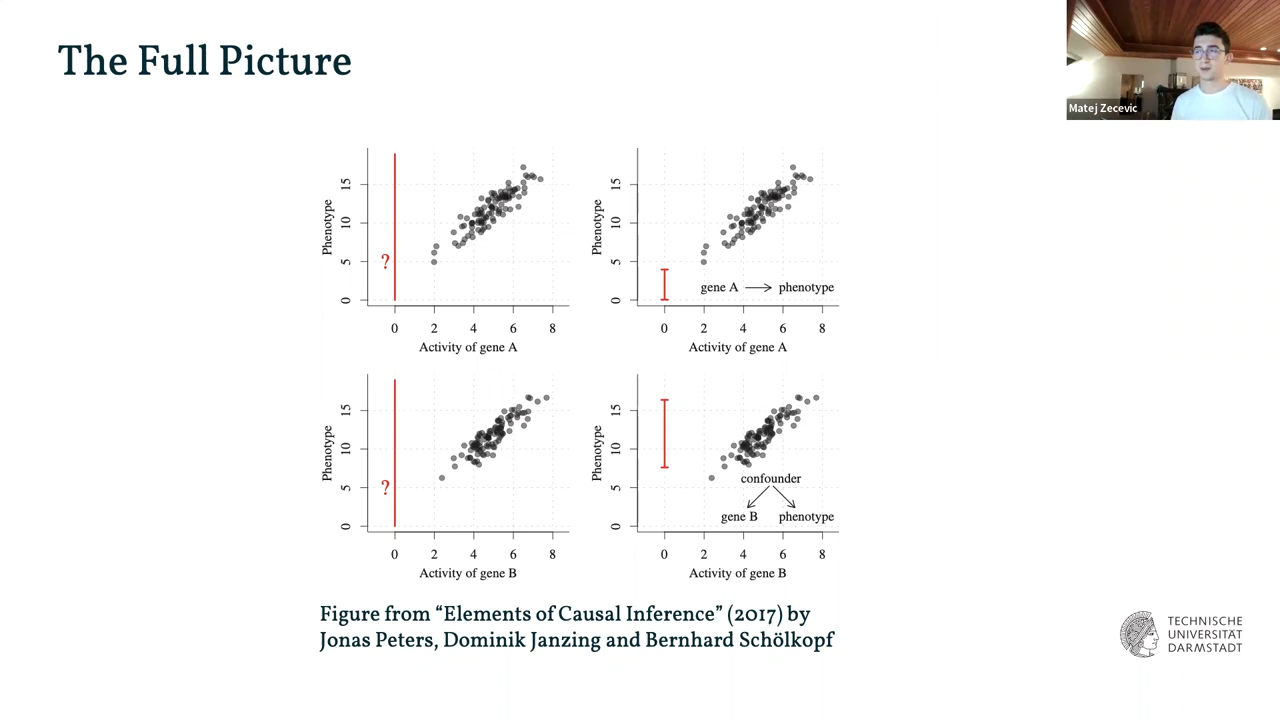 The Full Picture
Matej Zecevic
Phenotype
15
10
5
0
?
0 2 4 6 8
Activity of gene A
Phenotype
15
10
5
0
gene A phenotype
0 2 4 6 8
Activity of gene A
Phenotype
15
10
5
0
?
0 2 4 6 8
Activity of gene B
Phenotype
15
10
5
0
confounder
gene B phenotype
0 2 4 6 8
Activity of gene B
Figure from “Elements of Causal Inference” (2017) by
Jonas Peters, Dominik Janzing and Bernhard Schölkopf
TECHNISCHE
UNIVERSITÄT
DARMSTADT